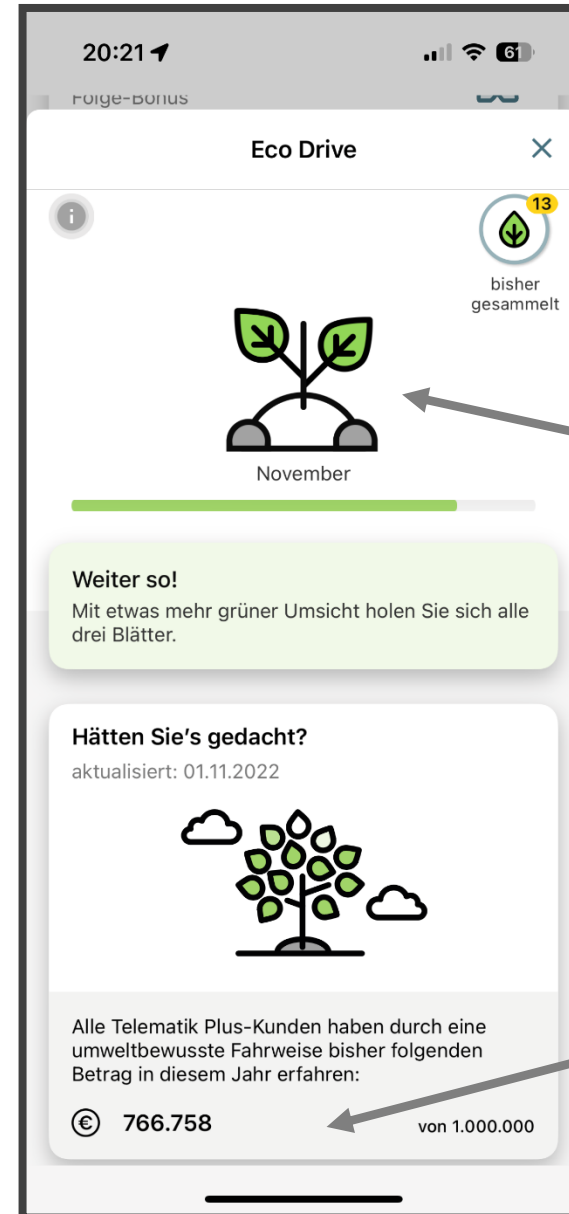 20:21
61
Folge-Bonus
Eco Drive
i
13
bisher
gesammelt
November
Weiter so!
Mit etwas mehr grüner Umsicht holen Sie sich alle
drei Blätter.
Hätten Sie's gedacht?
aktualisiert: 01.11.2022
Alle Telematik Plus-Kunden haben durch eine
umweltbewusste Fahrweise bisher folgenden
Betrag in diesem Jahr erfahren:
€ 766.758 von 1.000.000